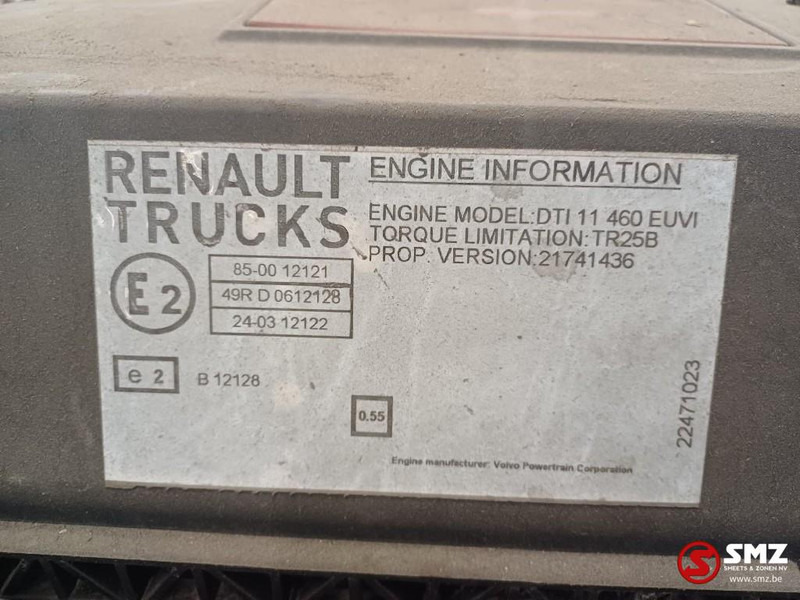 RENAULT
TRUCKS
ENGINE INFORMATION
ENGINE MODEL:DTI 11 460 EUVI
TORQUE LIMITATION:TR25B
PROP. VERSION:21741436
E2
85-00 12121
49R D 0612128
24-03 12122
e 2
B 12128
0.55
22471023
Engine manufacturer: Volvo Powertrain Corporation
SMZ
SMEETS & ZONEN NV
www.smz.be